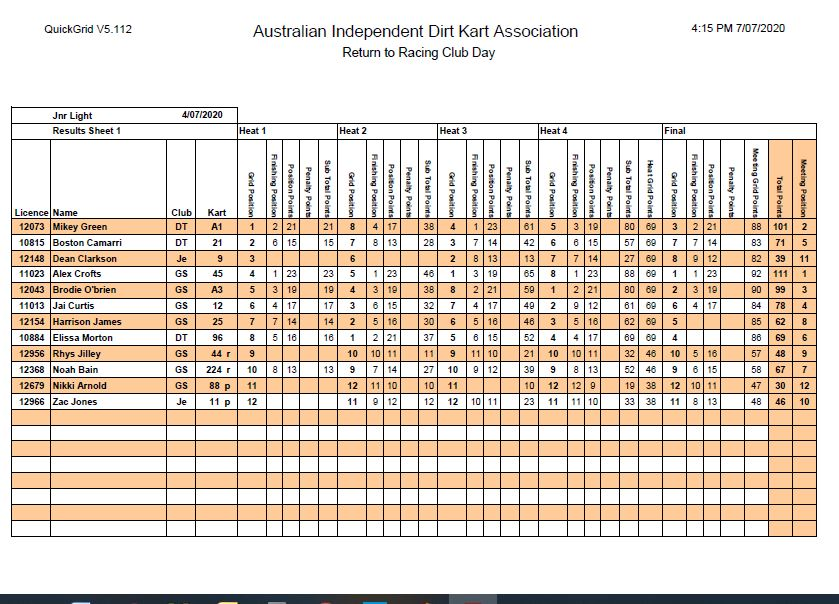 QuickGrid V5.112
Australian Independent Dirt Kart Association
4:15 PM 7/07/2020
Return to Racing Club Day
Jnr Light 4/07/2020
Results Sheet 1 Heat 1 Heat 2 Heat 3 Heat 4 Final
Licence Name Club Kart Grid Position Finishing Position Position Points Penalty Points Sub Total Points Grid Position Finishing Position Position Points Penalty Points Sub Total Points Grid Position Finishing Position Position Points Penalty Points Sub Total Points Grid Position Finishing Position Position Points Penalty Points Sub Total Points Heat Grid Points Grid Position Finishing Position Position Points Penalty Points Meeting Grid Points Total Points Meeting Position
12073 Mikey Green DT A1 1 2 21 21 8 4 17 38 4 1 23 61 5 3 19 80 69 3 2 21 88 101 2
10815 Boston Camarri DT 21 2 6 15 15 7 8 13 28 3 7 14 42 6 6 15 57 69 7 7 14 83 71 5
12148 Dean Clarkson Je 9 3 6 2 8 13 13 7 7 14 27 69 8 9 12 82 39 11
11023 Alex Crofts GS 45 4 1 23 23 5 1 23 46 1 3 19 65 8 1 23 88 69 1 1 23 92 111 1
12043 Brodie O'brien GS A3 5 3 19 19 4 3 19 38 8 2 21 59 1 2 21 80 69 2 3 19 90 99 3
11013 Jai Curtis GS 12 6 4 17 17 3 6 15 32 7 4 17 49 2 9 12 61 69 6 4 17 84 78 4
12154 Harrison James GS 25 7 7 14 14 2 5 16 30 6 5 16 46 3 5 16 62 69 5 85 62 8
10884 Elissa Morton DT 96 8 5 16 16 1 2 21 37 5 6 15 52 4 4 17 69 69 4 86 69 6
12956 Rhys Jilley GS 44 r 9 10 10 11 11 9 11 10 21 10 10 11 32 46 10 5 16 57 48 9
12368 Noah Bain GS 224 r 10 8 13 13 9 7 14 27 10 9 12 39 9 8 13 52 46 9 6 15 58 67 7
12679 Nikki Arnold GS 88 p 11 12 11 10 10 11 10 12 12 9 19 38 12 10 11 47 30 12
12966 Zac Jones Je 11 p 12 11 9 12 12 12 10 11 23 11 11 10 33 38 11 8 13 48 46 10